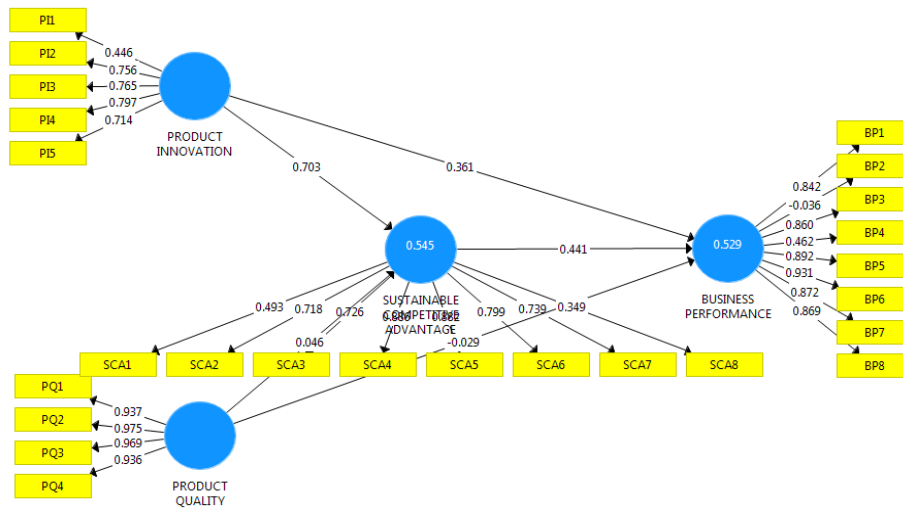 PI1
PI2
PI3
PI4
PI5
0.446
0.756
0.765
0.797
0.714
PRODUCT
INNOVATION
0.703
0.361
BP1
BP2
BP3
BP4
BP5
BP6
BP7
BP8
0.842
-0.036
0.860
0.462
0.892
0.931
0.872
0.869
0.545
0.441
0.529
SUSTAINABLE
COMPETITIVE
ADVANTAGE
BUSINESS
PERFORMANCE
0.493
0.718
0.726
0.799
0.739
0.349
0.046
-0.029
SCA1
SCA2
SCA3
SCA4
SCA5
SCA6
SCA7
SCA8
PQ1
PQ2
PQ3
PQ4
0.937
0.975
0.969
0.936
PRODUCT
QUALITY